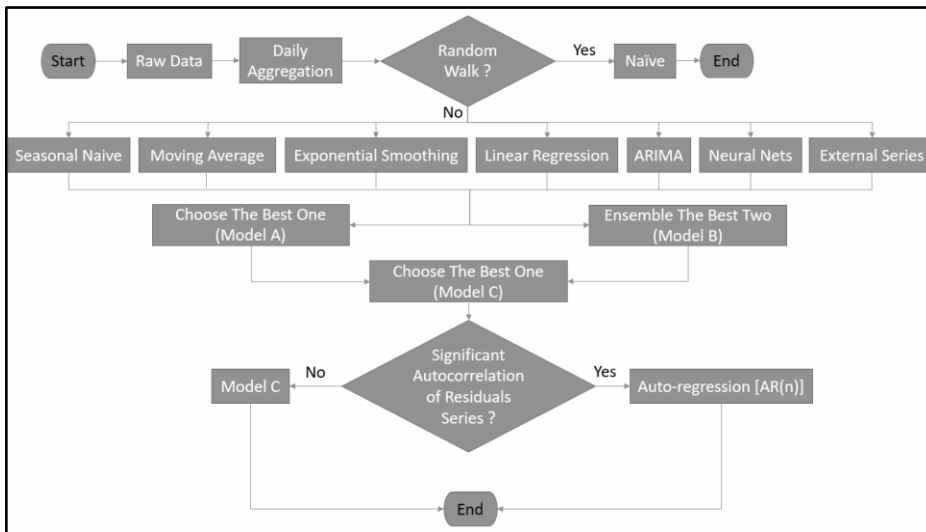 Start
Raw Data
Daily
Aggregation
Random
Walk ?
Yes
Naïve
End
No
Seasonal Naive
Moving Average
Exponential Smoothing
Linear Regression
ARIMA
Neural Nets
External Series
Choose The Best One
(Model A)
Ensemble The Best Two
(Model B)
Choose The Best One
(Model C)
Significant
Autocorrelation
of Residuals
Series ?
No
Model C
Yes
Auto-regression [AR(n)]
End